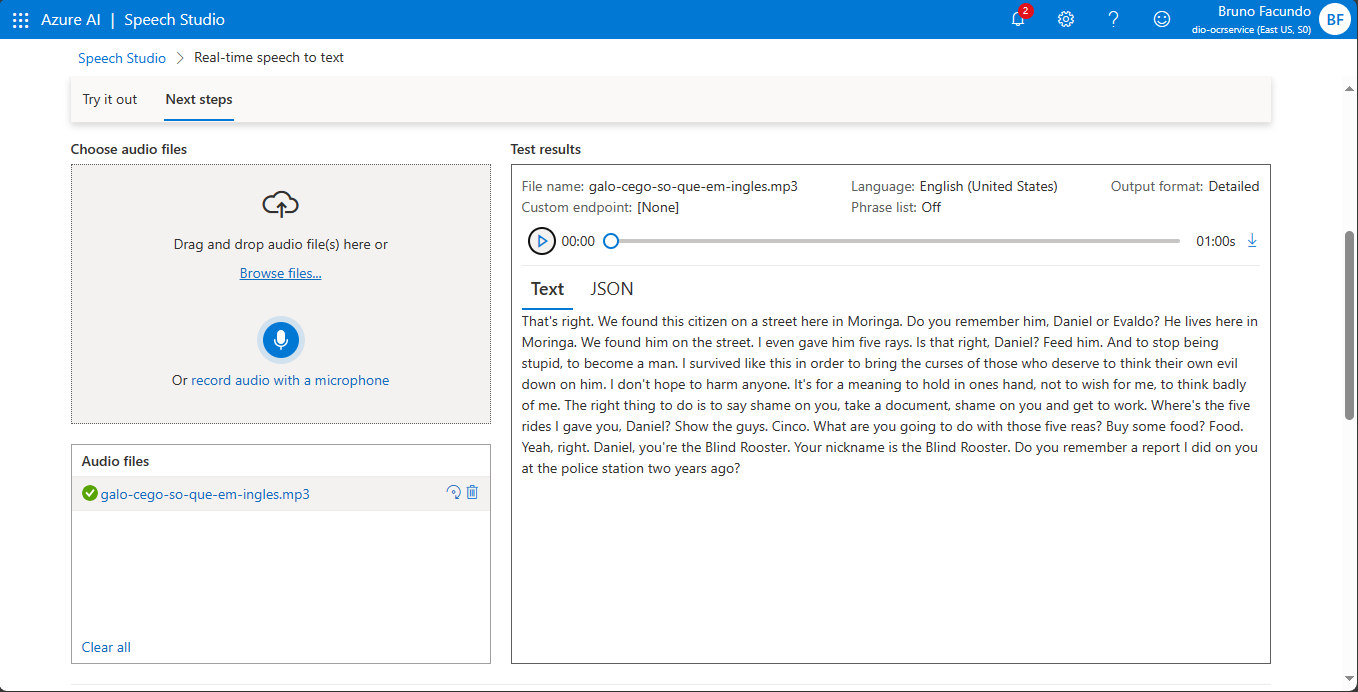 Azure AI | Speech Studio
2
Bruno Facundo
dio-ocrservice (East US, S0)
BF
Speech Studio > Real-time speech to text
Try it out
Next steps
Choose audio files
Drag and drop audio file(s) here or
Browse files...
Or record audio with a microphone
Audio files
galo-cego-so-que-em-ingles.mp3
Clear all
Test results
File name: galo-cego-so-que-em-ingles.mp3 Language: English (United States) Output format: Detailed
Custom endpoint: [None] Phrase list: Off
00:00 01:00s
Text JSON
That's right. We found this citizen on a street here in Moringa. Do you remember him, Daniel or Evaldo? He lives here in
Moringa. We found him on the street. I even gave him five rays. Is that right, Daniel? Feed him. And to stop being
stupid, to become a man. I survived like this in order to bring the curses of those who deserve to think their own evil
down on him. I don't hope to harm anyone. It's for a meaning to hold in ones hand, not to wish for me, to think badly
of me. The right thing to do is to say shame on you, take a document, shame on you and get to work. Where's the five
rides I gave you, Daniel? Show the guys. Cinco. What are you going to do with those five reas? Buy some food? Food.
Yeah, right. Daniel, you're the Blind Rooster. Your nickname is the Blind Rooster. Do you remember a report I did on you
at the police station two years ago?